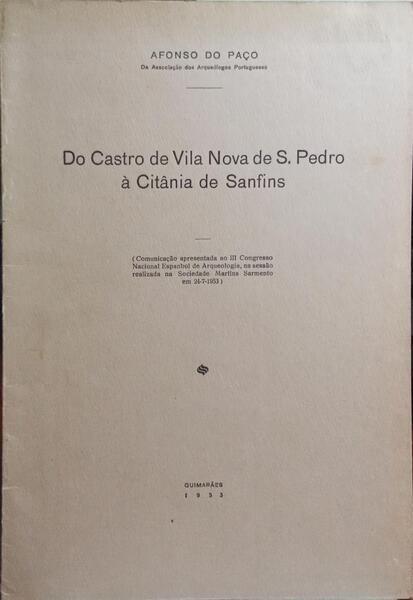 AFONSO DO PAÇO
Da Associação dos Arqueólogos Portugueses
Do Castro de Vila Nova de S. Pedro
à Citânia de Sanfins
(Comunicação apresentada ao III Congresso
Nacional Espanhol de Arqueologia, na sessão
realizada na Sociedade Martins Sarmento
em 24-7-1953)
GUIMARÃES
1953